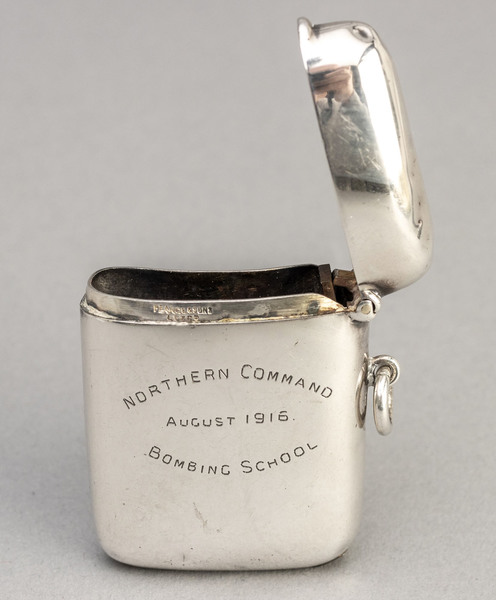 NORTHERN COMMAND
AUGUST 1916.
BOMBING SCHOOL